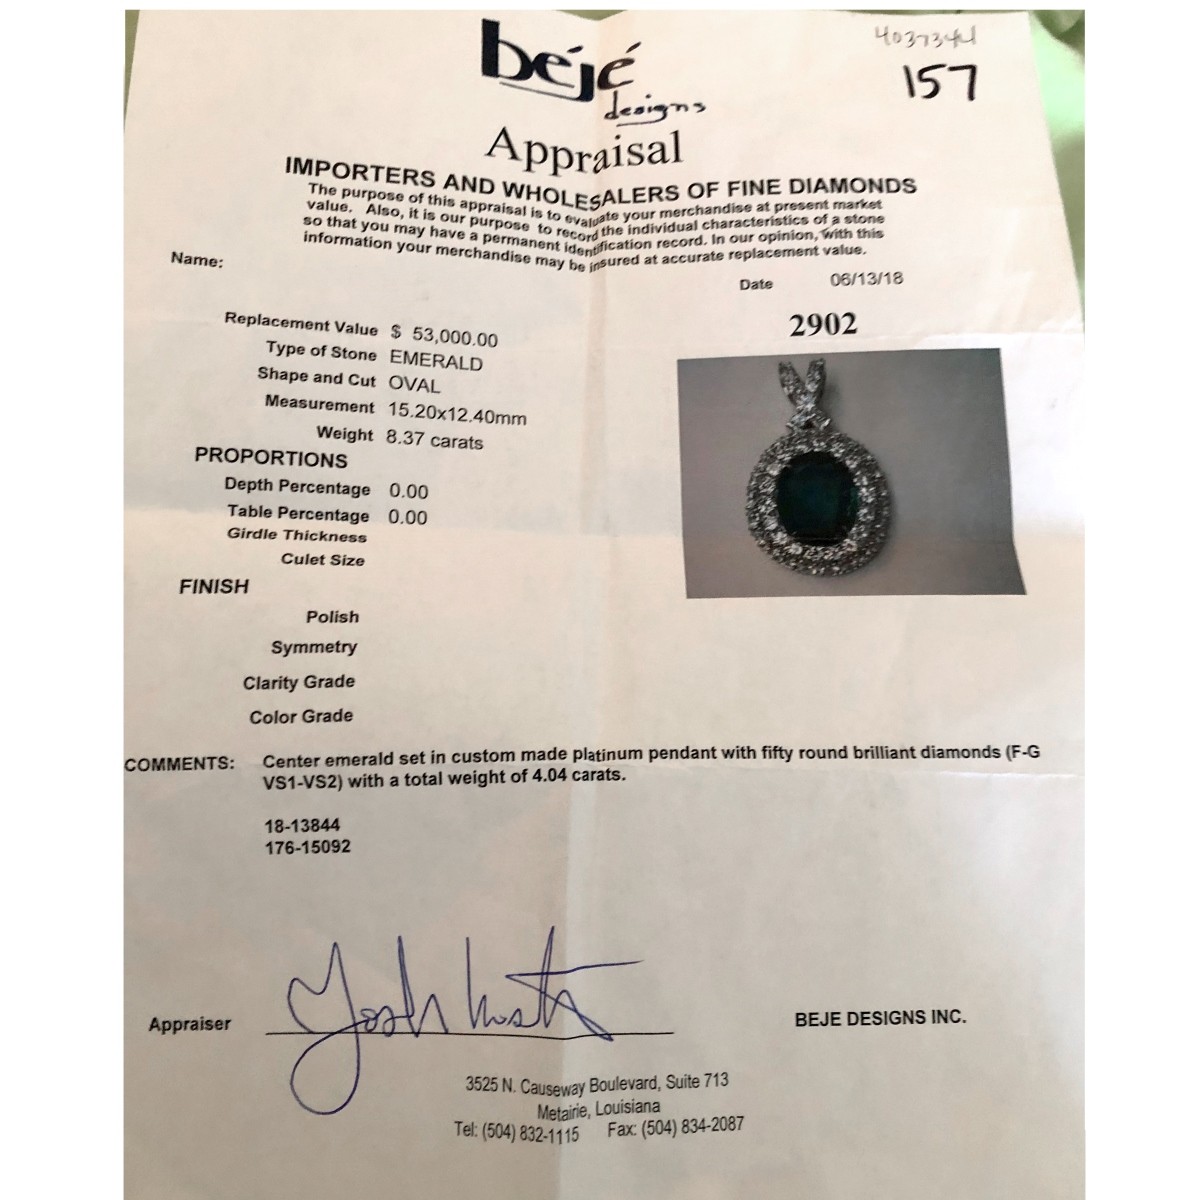 béjé
designs
4037344
157
Appraisal
IMPORTERS AND WHOLESALERS OF FINE DIAMONDS
The purpose of this appraisal is to evaluate your merchandise at present market
value. Also, it is our purpose to record the individual characteristics of a stone
so that you may have a permanent identification record. In our opinion, with this
information your merchandise may be insured at accurate replacement value.
Name:
Date 06/13/18
2902
Replacement Value $ 53,000.00
Type of Stone EMERALD
Shape and Cut OVAL
Measurement 15.20x12.40mm
Weight 8.37 carats
PROPORTIONS
Depth Percentage 0.00
Table Percentage 0.00
Girdle Thickness
Culet Size
FINISH
Polish
Symmetry
Clarity Grade
Color Grade
COMMENTS: Center emerald set in custom made platinum pendant with fifty round brilliant diamonds (F-G
VS1-VS2) with a total weight of 4.04 carats.
18-13844
176-15092
Appraiser
BEJE DESIGNS INC.
3525 N. Causeway Boulevard, Suite 713
Metairie, Louisiana
Tel: (504) 832-1115 Fax: (504) 834-2087